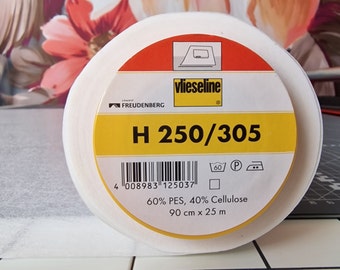 vlieseline
FREUDENBERG
H 250/305
60
P
4 008983 125037
60% PES, 40% Cellulose
90 cm x 25 m